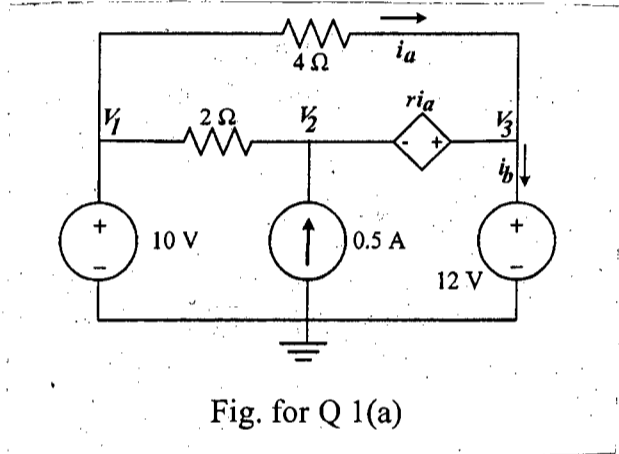 4 Ω
i_a
V_1
2 Ω
V_2
ri_a
- +
V_3
i_b
+
−
10 V
0.5 A
+
−
12 V
Fig. for Q 1(a)